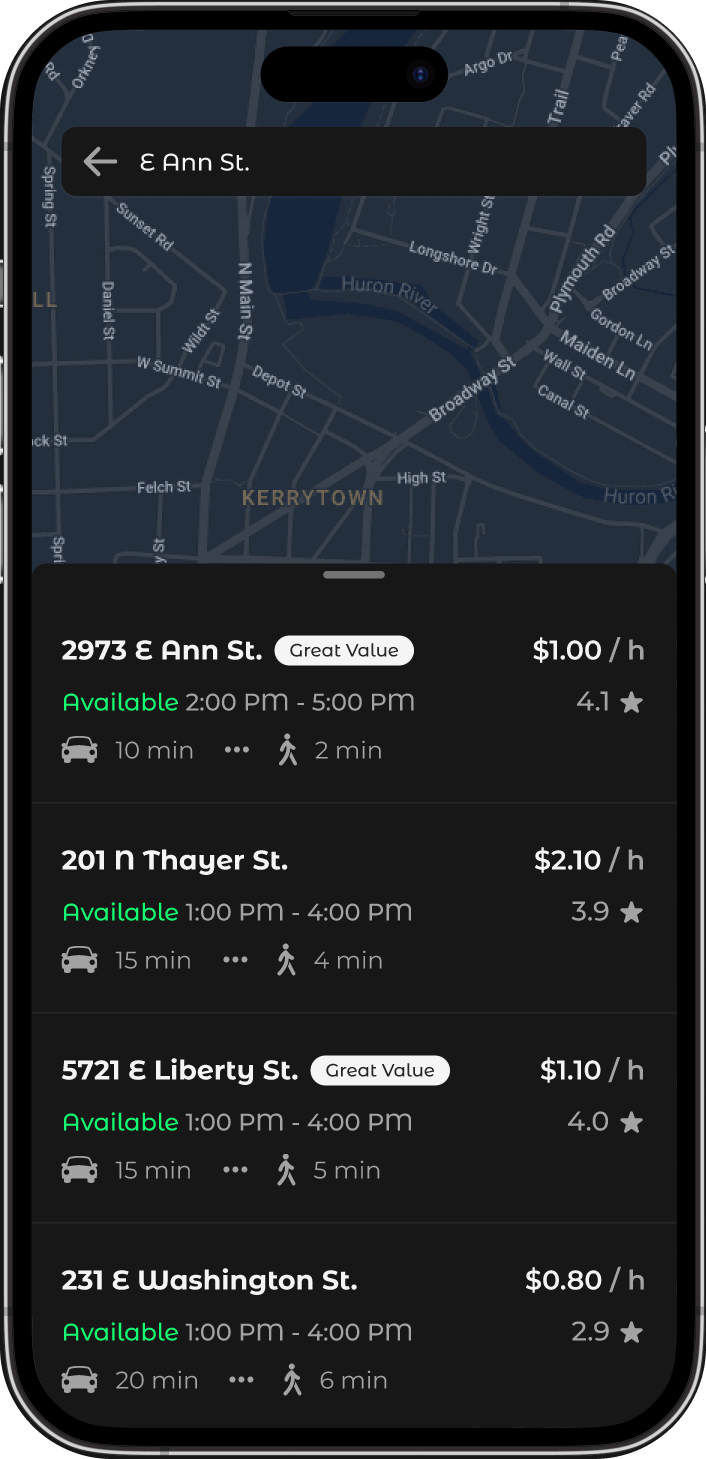 Orkney
Rd
Argo Dr
Pea
Trail
aver Rd
E Ann St.
Pl
Spring St
Sunset Rd
Wright St
Longshore Dr
Plymouth Rd
Broadway St
N Main St
Huron River
LL
Daniel St
Wildt St
Gordon Ln
Maiden Ln
Wall St
W Summit St
Depot St
Broadway St
Canal St
ock St
High St
Felch St
KERRYTOWN
Huron Ri
Spri
y St
2973 E Ann St. Great Value $1.00 / h
Available 2:00 PM - 5:00 PM 4.1
10 min ••• 2 min
201 N Thayer St. $2.10 / h
Available 1:00 PM - 4:00 PM 3.9
15 min ••• 4 min
5721 E Liberty St. Great Value $1.10 / h
Available 1:00 PM - 4:00 PM 4.0
15 min ••• 5 min
231 E Washington St. $0.80 / h
Available 1:00 PM - 4:00 PM 2.9
20 min ••• 6 min